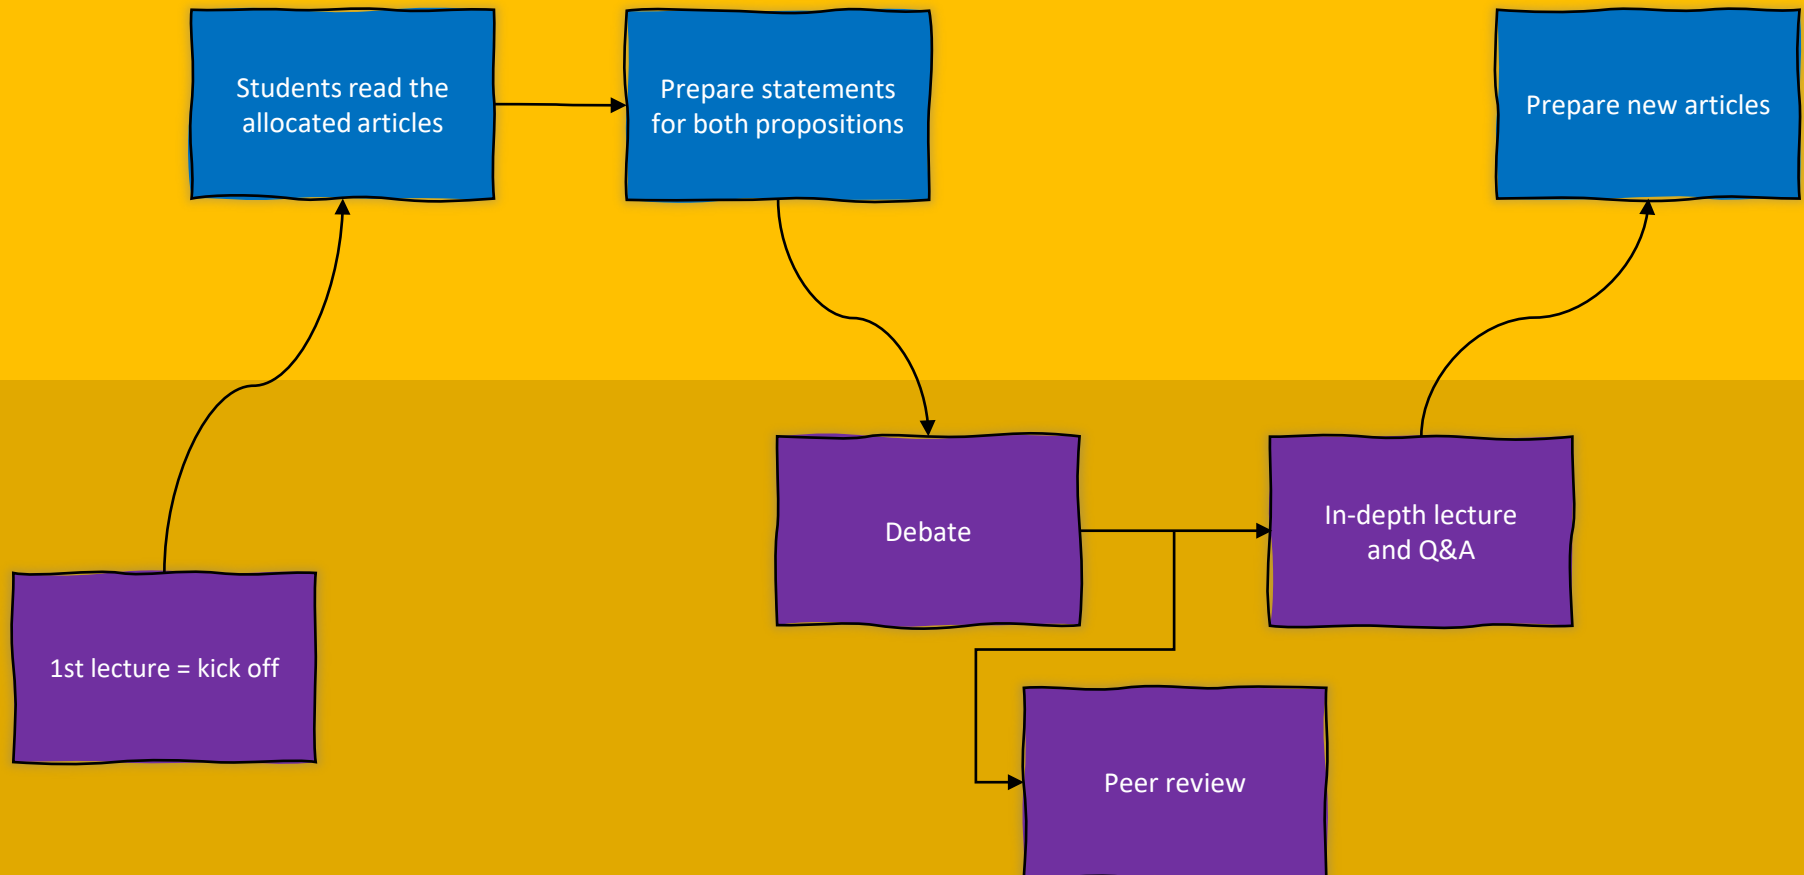 Students read the
allocated articles
Prepare statements
for both propositions
Prepare new articles
Debate
In-depth lecture
and Q&A
1st lecture = kick off
Peer review